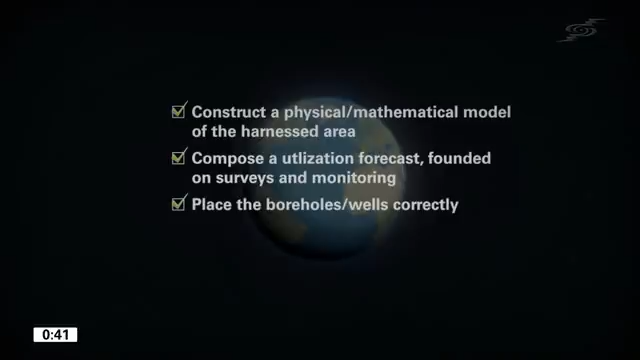 Construct a physical/mathematical model
of the harnessed area
Compose a utlization forecast, founded
on surveys and monitoring
Place the boreholes/wells correctly
0:41